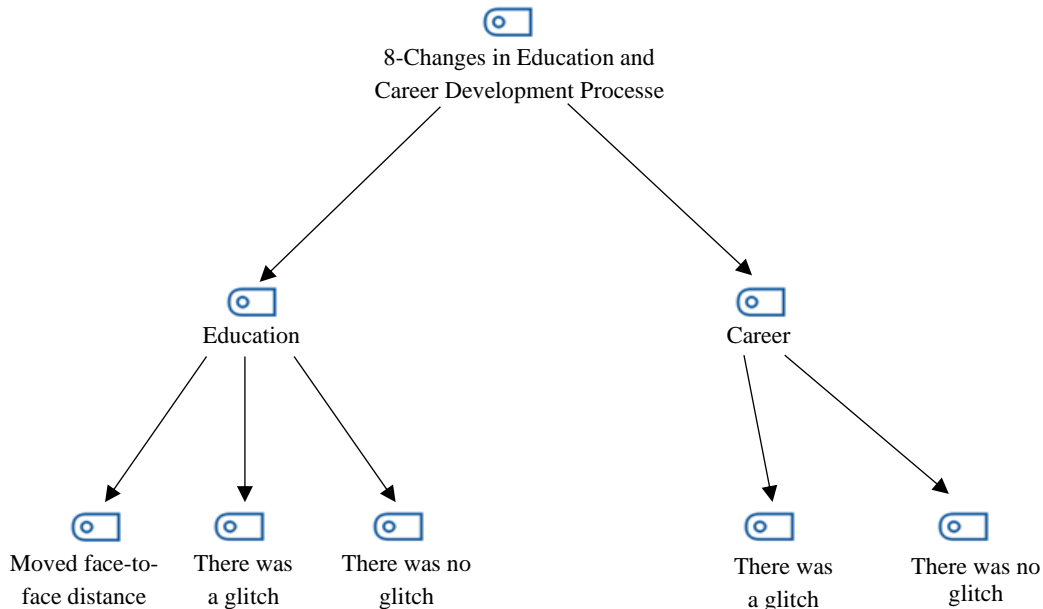 8-Changes in Education and
Career Development Processe
Education
Career
Moved face-to-
face distance
There was
a glitch
There was no
glitch
There was
a glitch
There was no
glitch